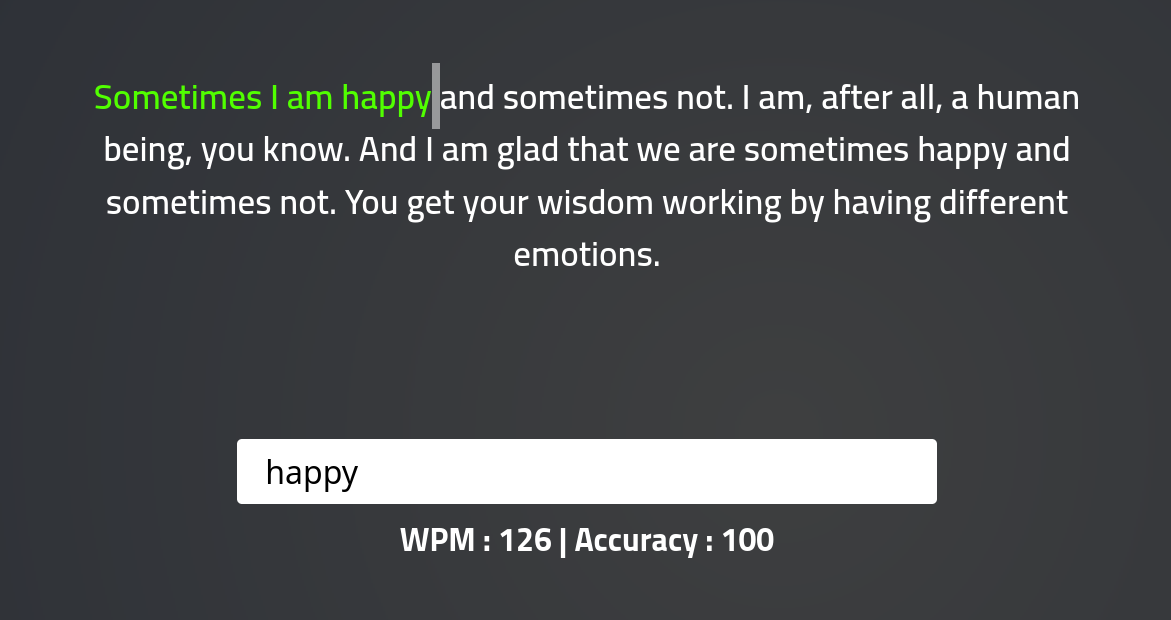 Sometimes I am happy and sometimes not. I am, after all, a human
being, you know. And I am glad that we are sometimes happy and
sometimes not. You get your wisdom working by having different
emotions.
happy
WPM : 126 | Accuracy : 100